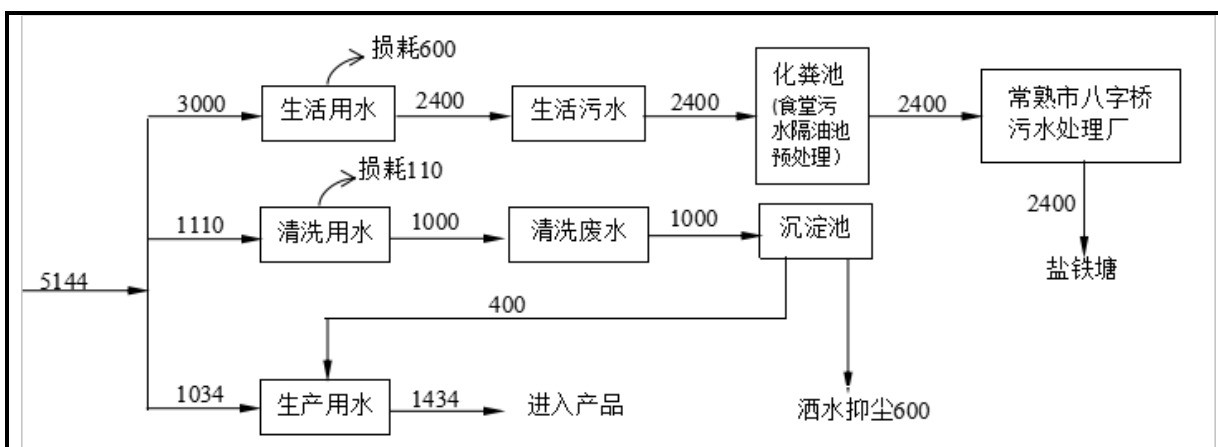 损耗600
3000
生活用水
2400
生活污水
2400
化粪池
(食堂污
水隔油池
预处理）
2400
常熟市八字桥
污水处理厂
2400
盐铁塘
损耗110
1110
清洗用水
1000
清洗废水
1000
沉淀池
5144
400
1034
生产用水
1434
进入产品
洒水抑尘600